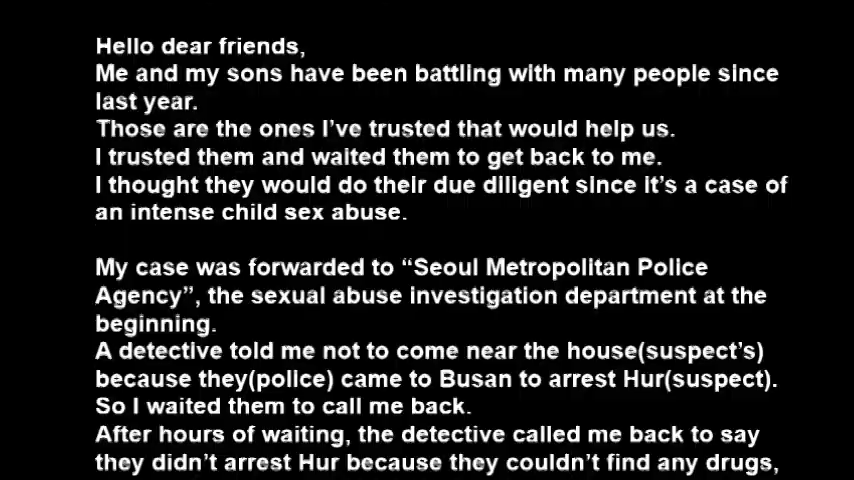 Hello dear friends,
Me and my sons have been battling with many people since
last year.
Those are the ones I've trusted that would help us.
I trusted them and waited them to get back to me.
I thought they would do their due diligent since it's a case of
an intense child sex abuse.
My case was forwarded to “Seoul Metropolitan Police
Agency”, the sexual abuse investigation department at the
beginning.
A detective told me not to come near the house(suspect's)
because they(police) came to Busan to arrest Hur(suspect).
So I waited them to call me back.
After hours of waiting, the detective called me back to say
they didn't arrest Hur because they couldn't find any drugs,